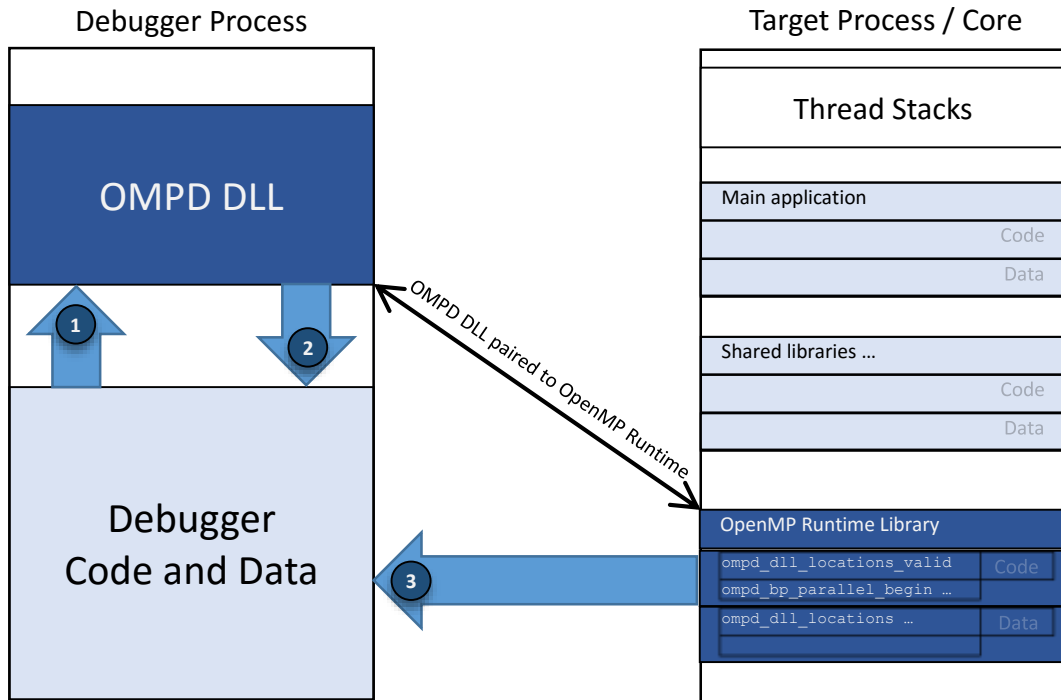 Debugger Process
Target Process / Core
OMPD DLL
1
2
Debugger
Code and Data
OMPD DLL paired to OpenMP Runtime
3
Thread Stacks
Main application
Code
Data
Shared libraries …
Code
Data
OpenMP Runtime Library
ompd_dll_locations_valid
Code
ompd_bp_parallel_begin …
ompd_dll_locations …
Data